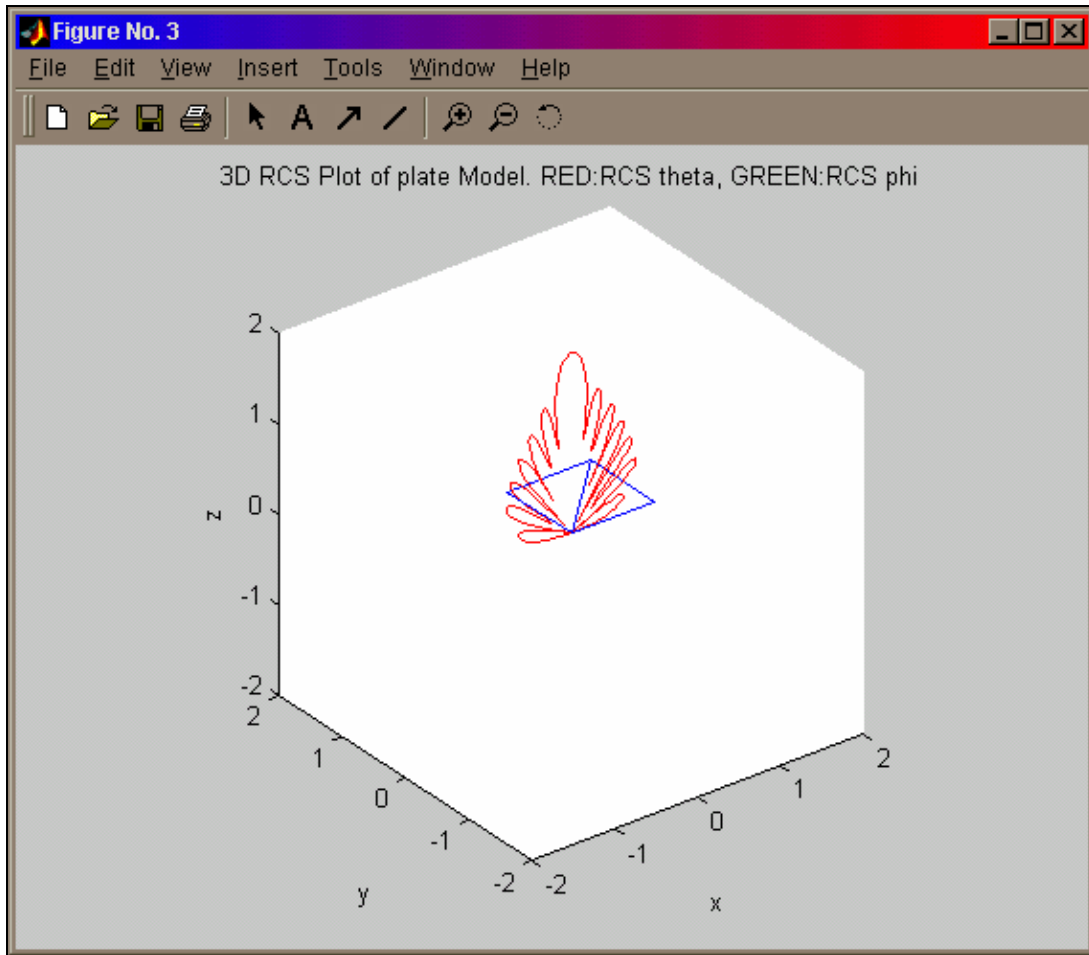 Figure No. 3
File Edit View Insert Tools Window Help
A
3D RCS Plot of plate Model. RED:RCS theta, GREEN:RCS phi
2
1
0
-1
-2
z
2
1
0
-1
-2
y
-2
-1
0
1
2
x